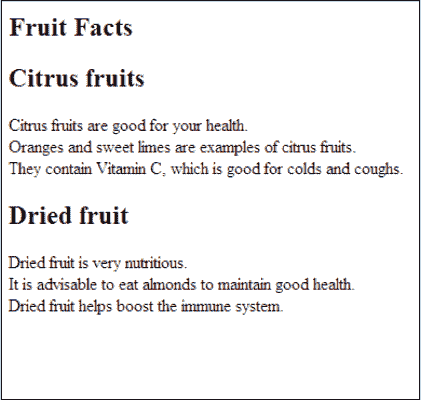 Fruit Facts
Citrus fruits
Citrus fruits are good for your health.
Oranges and sweet limes are examples of citrus fruits.
They contain Vitamin C, which is good for colds and coughs.
Dried fruit
Dried fruit is very nutritious.
It is advisable to eat almonds to maintain good health.
Dried fruit helps boost the immune system.